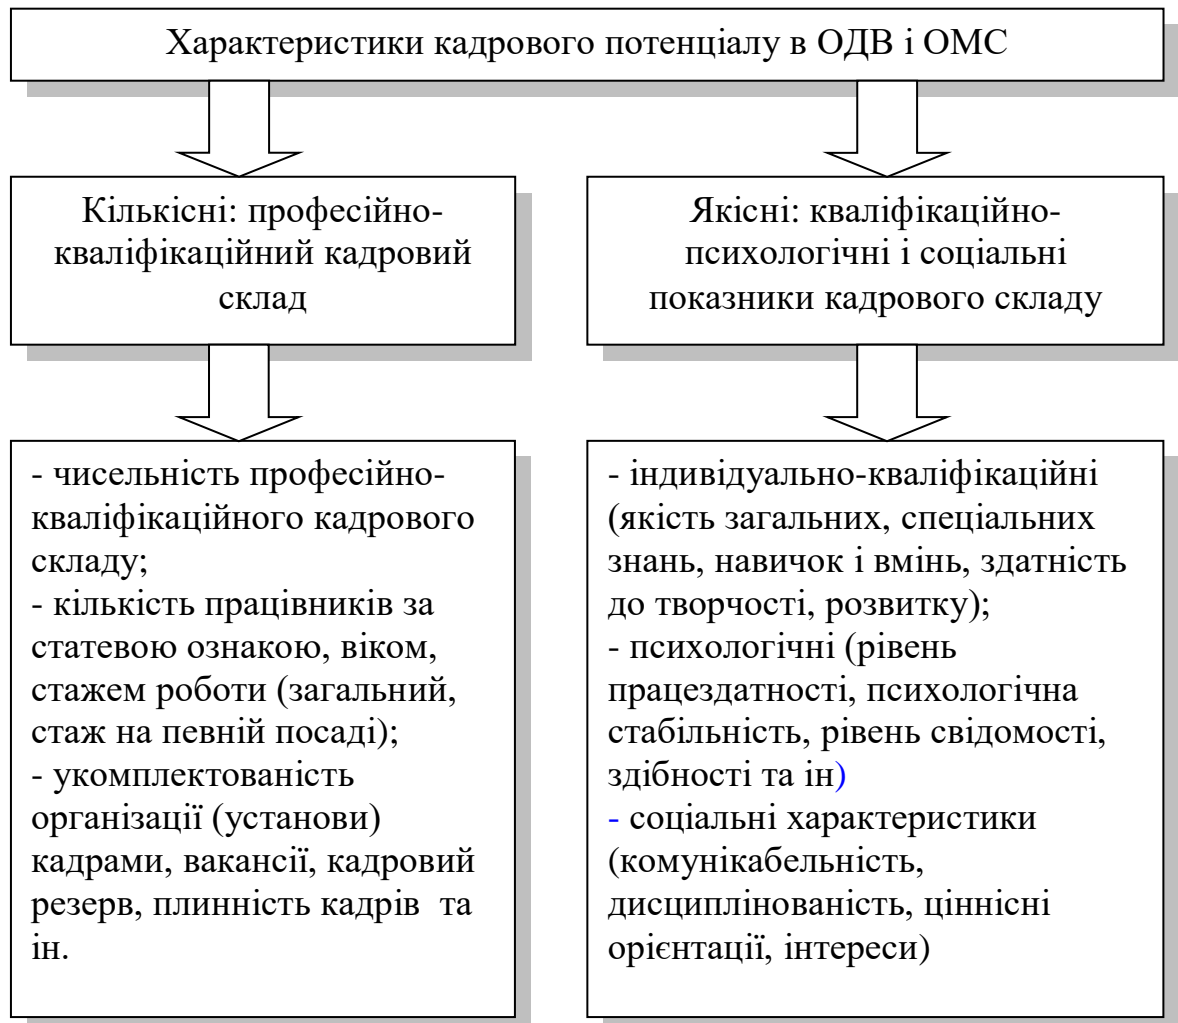 Характеристики кадрового потенціалу в ОДВ і ОМС
Кількісні: професійно-
кваліфікаційний кадровий
склад
Якісні: кваліфікаційно-
психологічні і соціальні
показники кадрового складу
- чисельність професійно-
кваліфікаційного кадрового
складу;
- кількість працівників за
статевою ознакою, віком,
стажем роботи (загальний,
стаж на певній посаді);
- укомплектованість
організації (установи)
кадрами, вакансії, кадровий
резерв, плинність кадрів та
ін.
- індивідуально-кваліфікаційні
(якість загальних, спеціальних
знань, навичок і вмінь, здатність
до творчості, розвитку);
- психологічні (рівень
працездатності, психологічна
стабільність, рівень свідомості,
здібності та ін)
- соціальні характеристики
(комунікабельність,
дисциплінованість, ціннісні
орієнтації, інтереси)